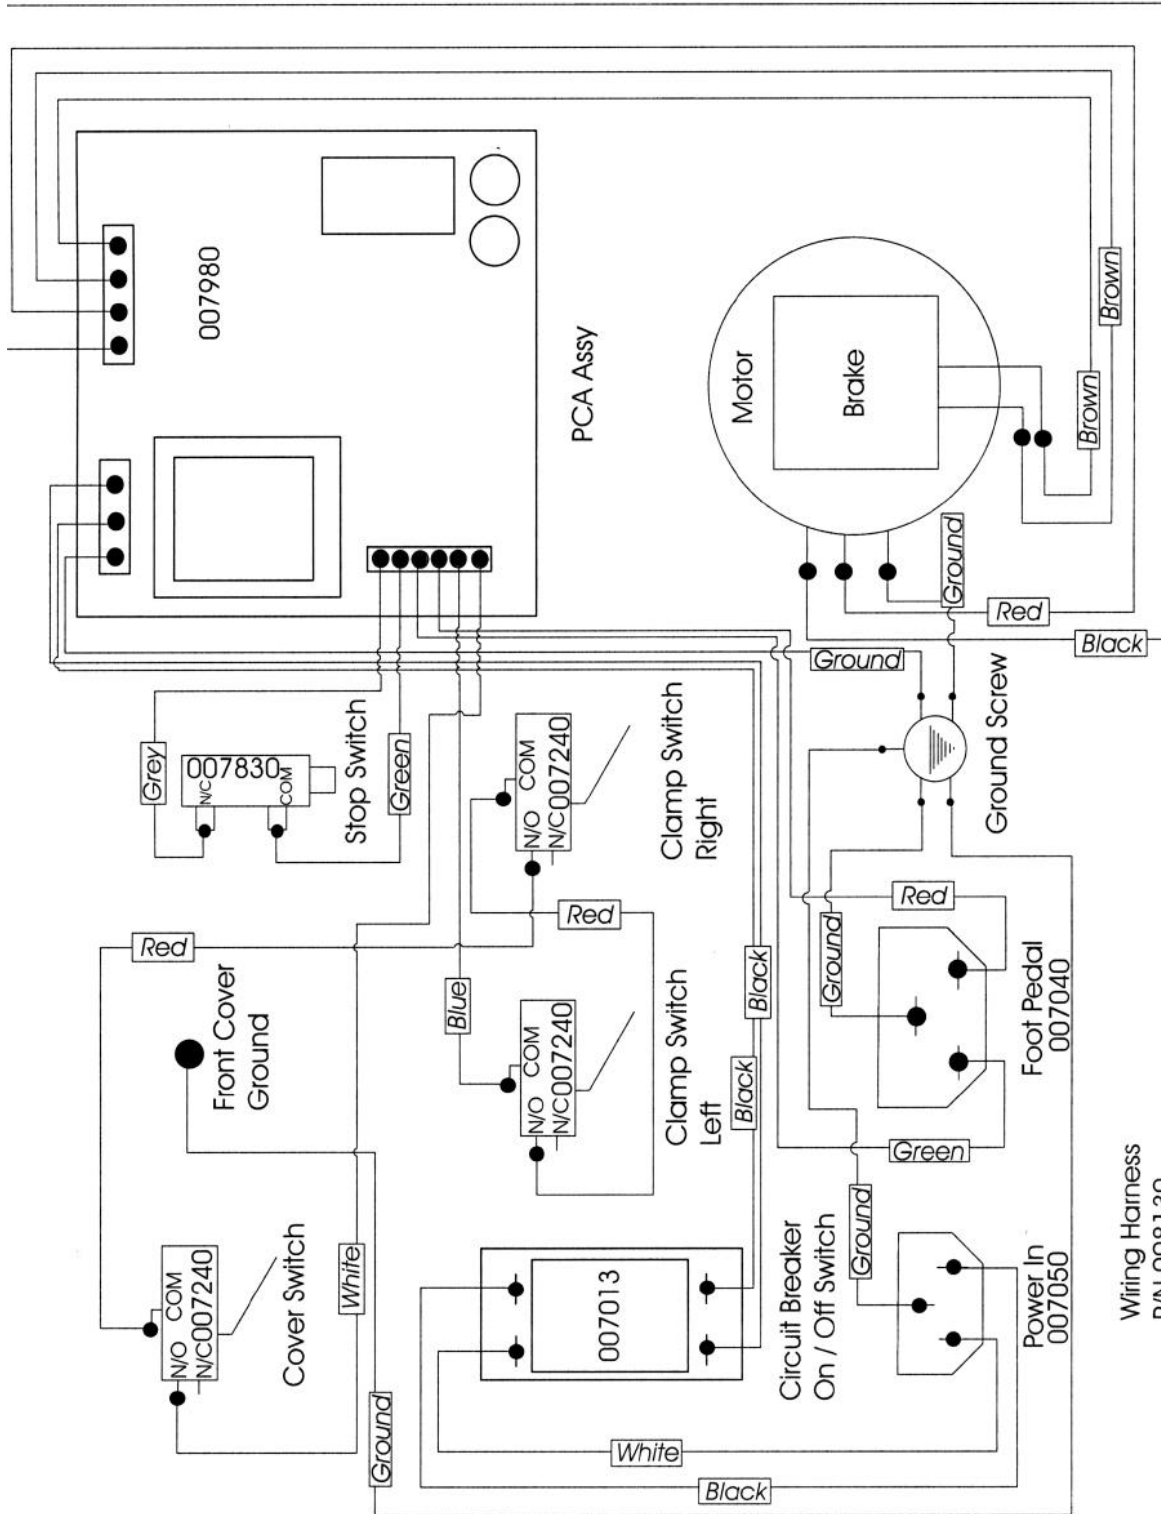 007980
PCA Assy
Motor
Brake
Brown
Brown
Ground
Red
Black
Ground
Ground Screw
Grey
007830
N/C
COM
Stop Switch
Green
N/O COM
N/C 007240
Clamp Switch
Right
Red
Red
Blue
Front Cover
Ground
N/O COM
N/C 007240
Clamp Switch
Left
Black
Black
Red
Ground
Foot Pedal
007040
Green
N/O COM
N/C 007240
Cover Switch
White
Ground
007013
Circuit Breaker
On / Off Switch
Ground
Power In
007050
White
Black
Wiring Harness